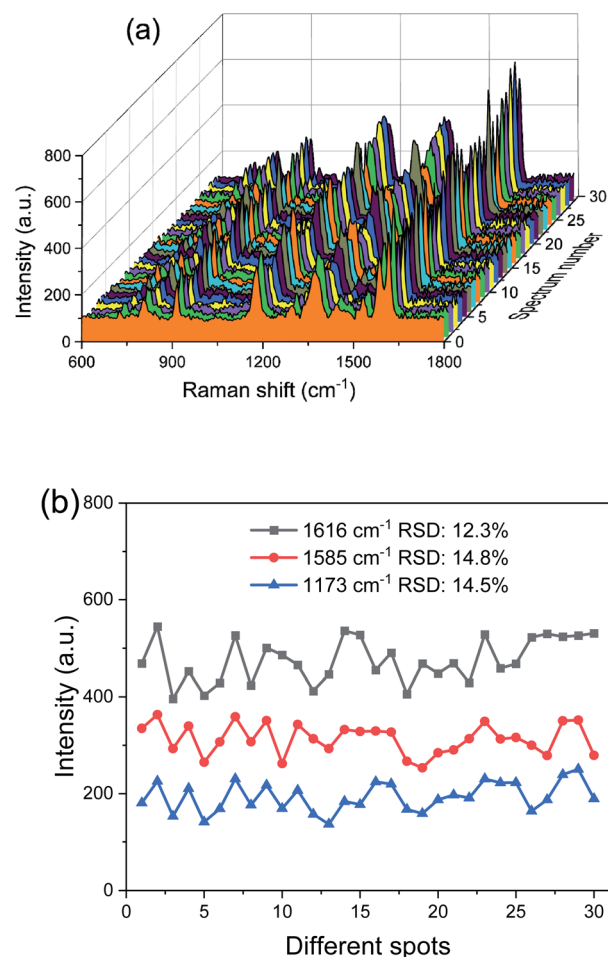 (a)
800
600
400
200
0
Intensity (a.u.)
600
900
1200
1500
1800
Raman shift (cm⁻¹)
0
5
10
15
20
25
30
Spectrum number
(b)
800
600
400
200
0
Intensity (a.u.)
1616 cm⁻¹ RSD: 12.3%
1585 cm⁻¹ RSD: 14.8%
1173 cm⁻¹ RSD: 14.5%
0
5
10
15
20
25
30
Different spots